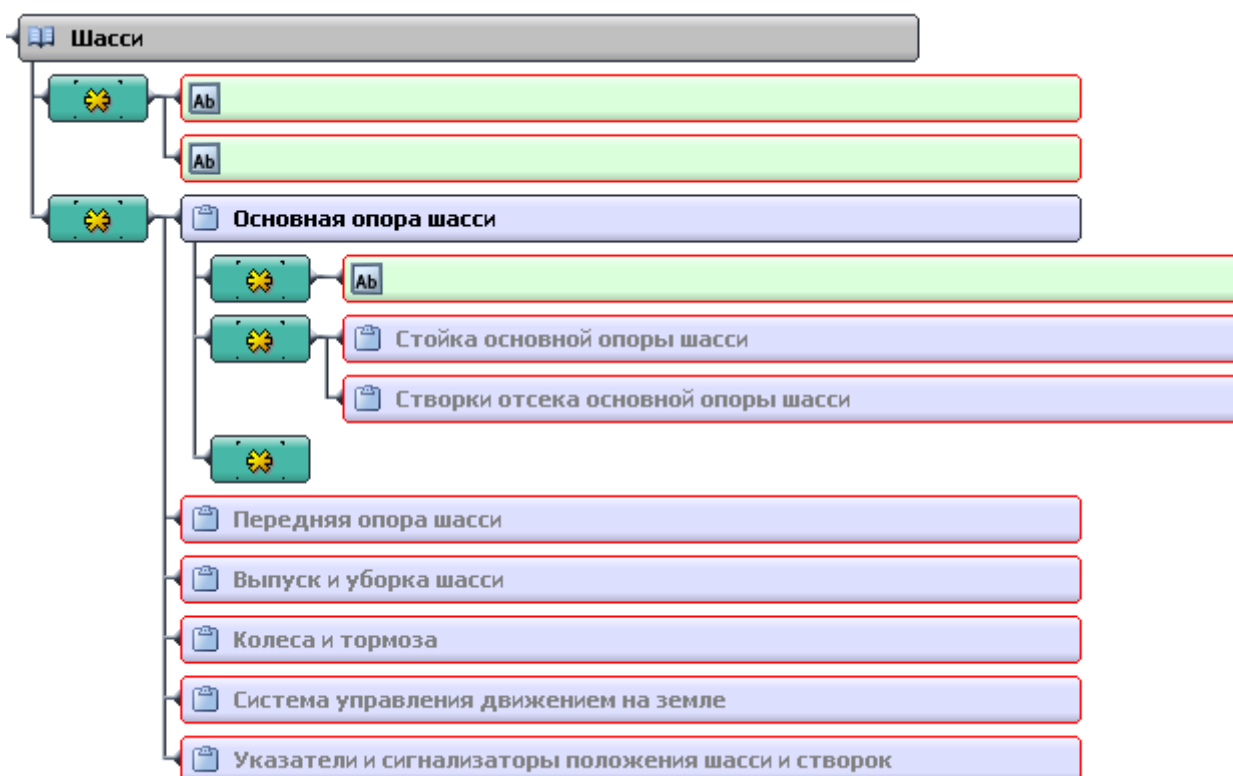 Шасси
Ab
Ab
Основная опора шасси
Ab
Стойка основной опоры шасси
Створки отсека основной опоры шасси
Передняя опора шасси
Выпуск и уборка шасси
Колеса и тормоза
Система управления движением на земле
Указатели и сигнализаторы положения шасси и створок